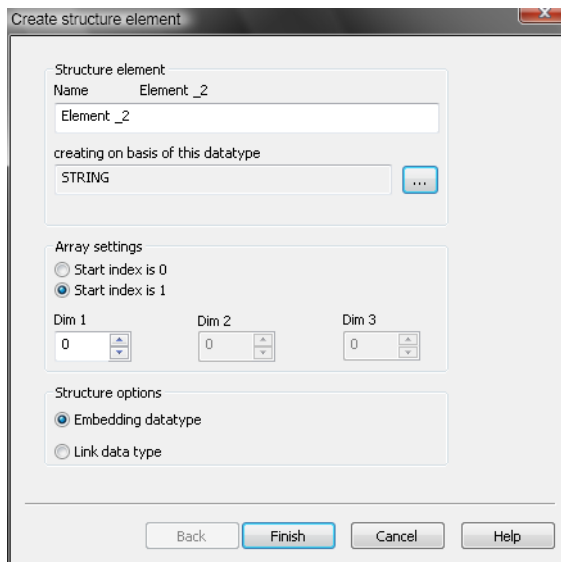 Create structure element
Structure element
Name Element _2
Element _2
creating on basis of this datatype
STRING
...
Array settings
Start index is 0
Start index is 1
Dim 1 Dim 2 Dim 3
0 0 0
Structure options
Embedding datatype
Link data type
Back Finish Cancel Help